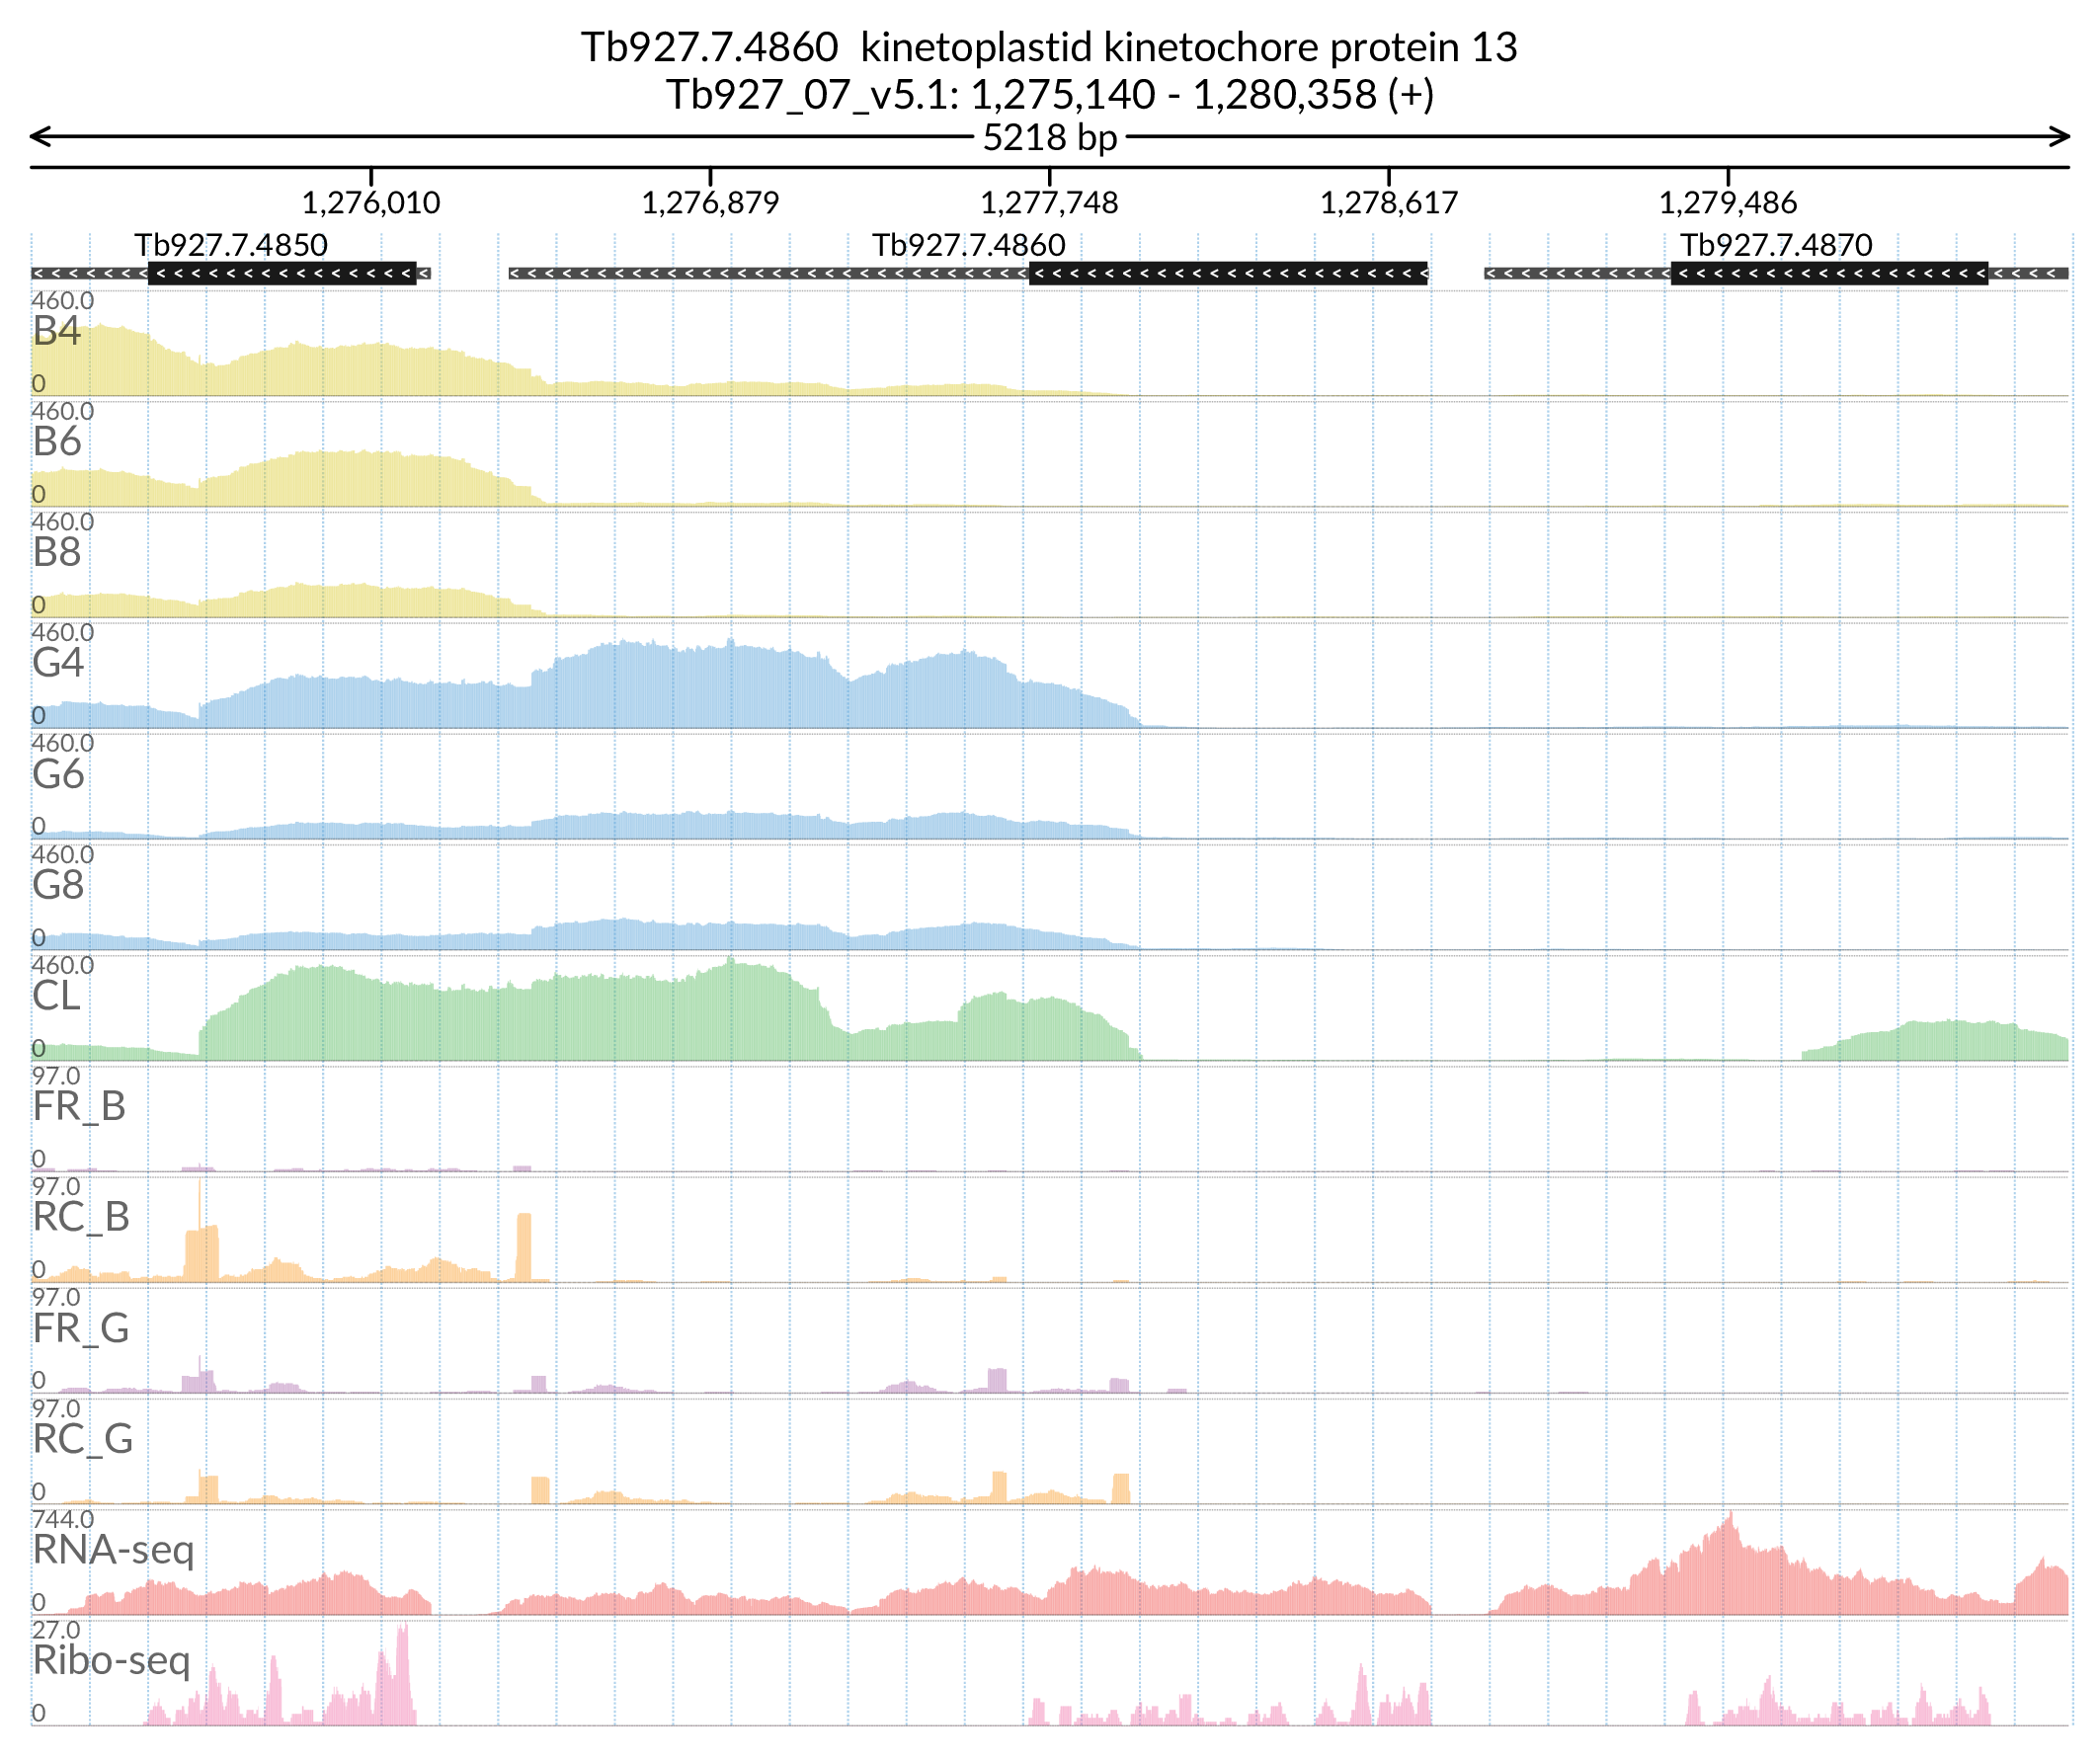 Tb927.7.4860  kinetoplastid kinetochore protein 13
Tb927_07_v5.1: 1,275,140 - 1,280,358 (+)
5218 bp
1,276,010 1,276,879 1,277,748 1,278,617 1,279,486
Tb927.7.4850 Tb927.7.4860 Tb927.7.4870
460.0
B4
0
460.0
B6
0
460.0
B8
0
460.0
G4
0
460.0
G6
0
460.0
G8
0
460.0
CL
0
97.0
FR_B
0
97.0
RC_B
0
97.0
FR_G
0
97.0
RC_G
0
744.0
RNA-seq
0
27.0
Ribo-seq
0